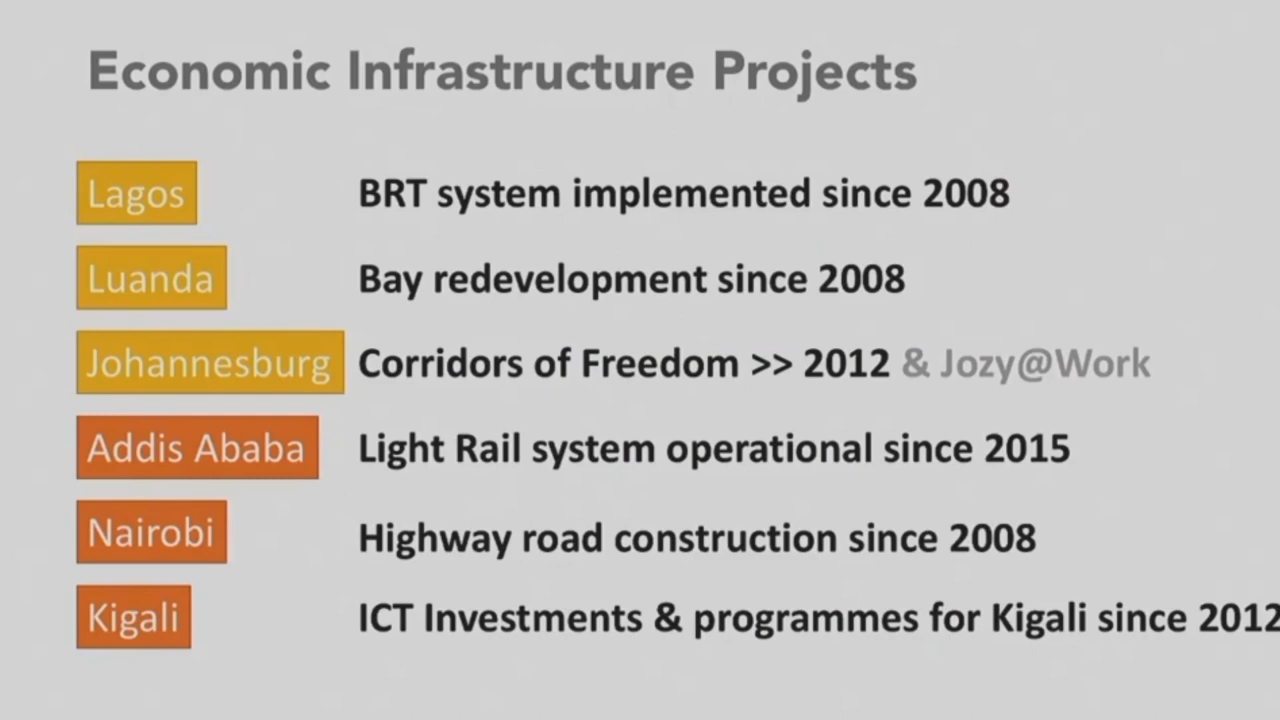 Economic Infrastructure Projects
Lagos BRT system implemented since 2008
Luanda Bay redevelopment since 2008
Johannesburg Corridors of Freedom >> 2012 & Jozy@Work
Addis Ababa Light Rail system operational since 2015
Nairobi Highway road construction since 2008
Kigali ICT Investments & programmes for Kigali since 2012